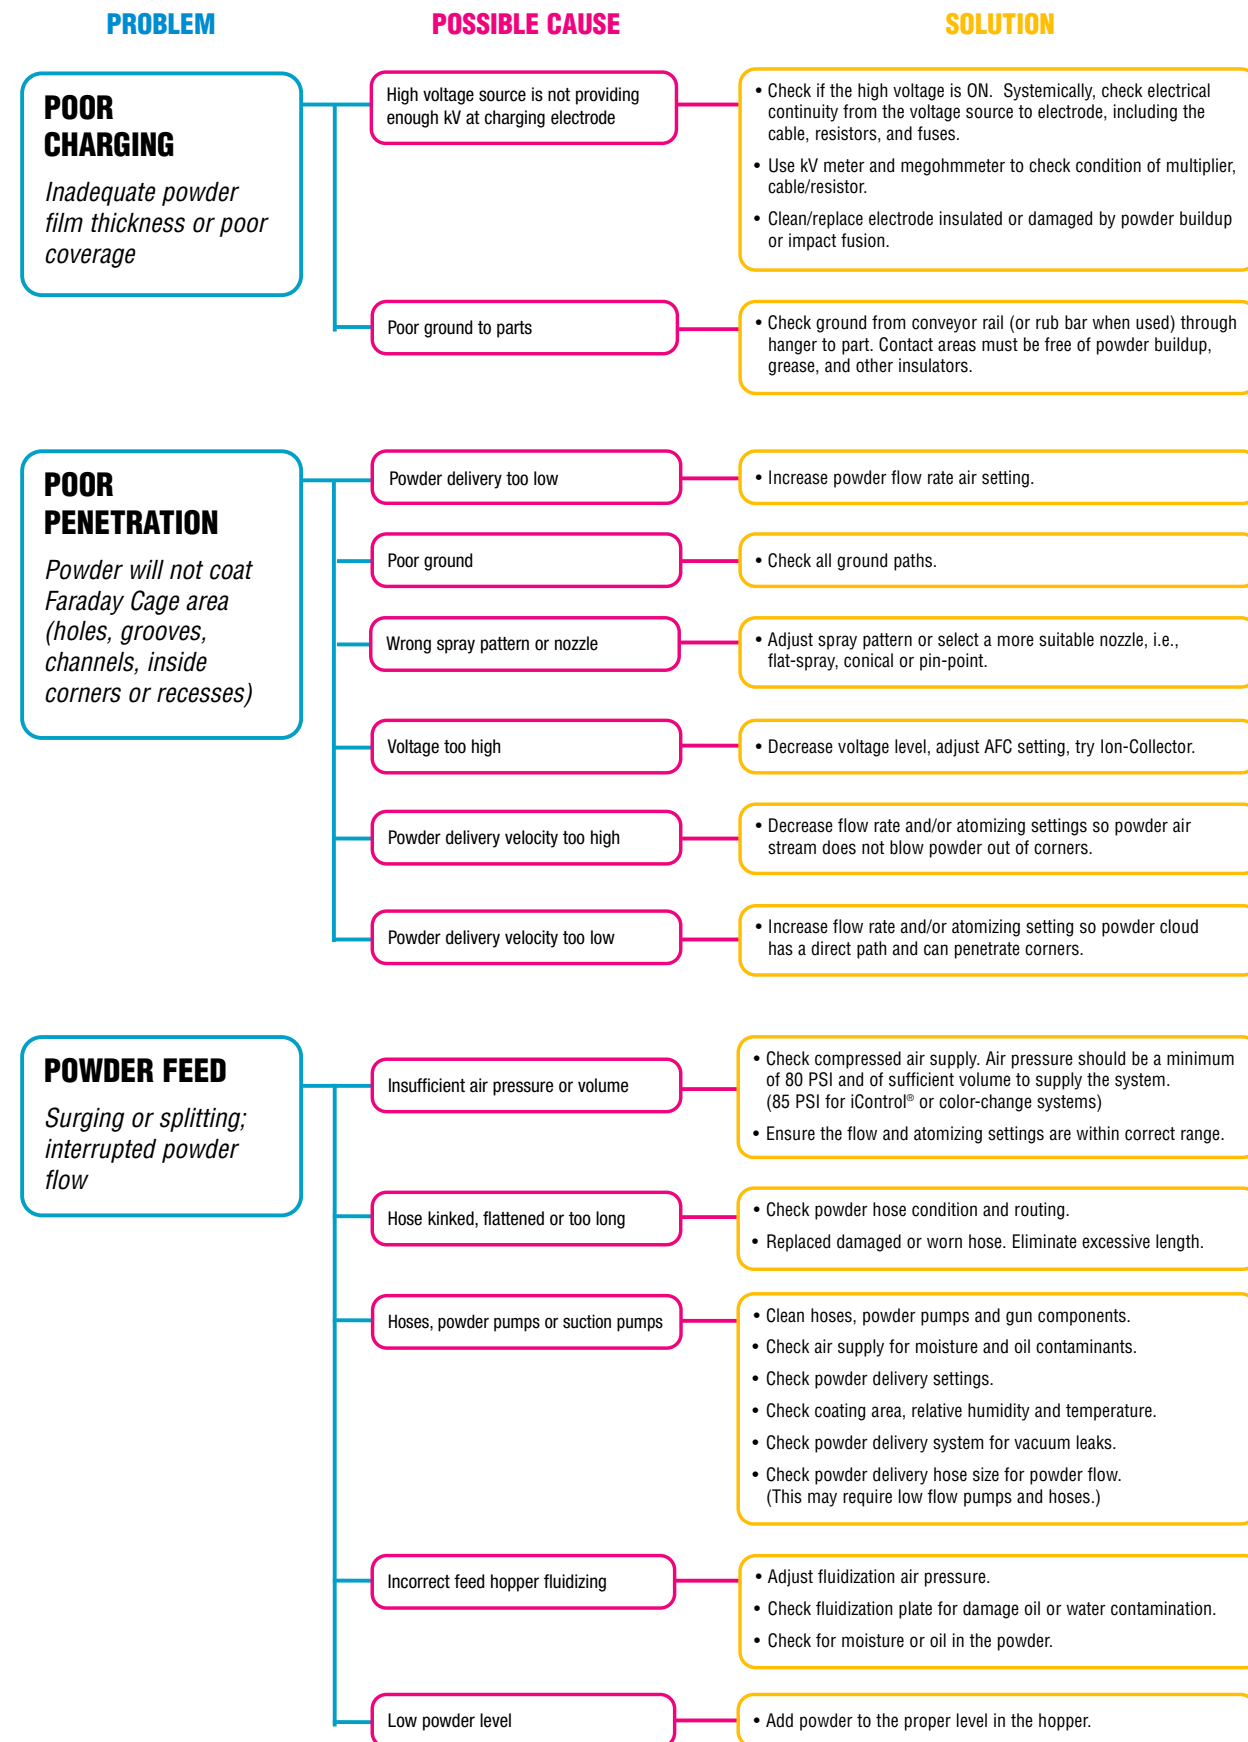 PROBLEM
POSSIBLE CAUSE
SOLUTION
POOR
CHARGING
Inadequate powder
film thickness or poor
coverage
High voltage source is not providing
enough kV at charging electrode
• Check if the high voltage is ON.  Systemically, check electrical
continuity from the voltage source to electrode, including the
cable, resistors, and fuses.
• Use kV meter and megohmmeter to check condition of multiplier,
cable/resistor.
• Clean/replace electrode insulated or damaged by powder buildup
or impact fusion.
Poor ground to parts
• Check ground from conveyor rail (or rub bar when used) through
hanger to part. Contact areas must be free of powder buildup,
grease, and other insulators.
POOR
PENETRATION
Powder will not coat
Faraday Cage area
(holes, grooves,
channels, inside
corners or recesses)
Powder delivery too low
• Increase powder flow rate air setting.
Poor ground
• Check all ground paths.
Wrong spray pattern or nozzle
• Adjust spray pattern or select a more suitable nozzle, i.e.,
flat-spray, conical or pin-point.
Voltage too high
• Decrease voltage level, adjust AFC setting, try Ion-Collector.
Powder delivery velocity too high
• Decrease flow rate and/or atomizing settings so powder air
stream does not blow powder out of corners.
Powder delivery velocity too low
• Increase flow rate and/or atomizing setting so powder cloud
has a direct path and can penetrate corners.
POWDER FEED
Surging or splitting;
interrupted powder
flow
Insufficient air pressure or volume
• Check compressed air supply. Air pressure should be a minimum
of 80 PSI and of sufficient volume to supply the system.
(85 PSI for iControl® or color-change systems)
• Ensure the flow and atomizing settings are within correct range.
Hose kinked, flattened or too long
• Check powder hose condition and routing.
• Replaced damaged or worn hose. Eliminate excessive length.
Hoses, powder pumps or suction pumps
• Clean hoses, powder pumps and gun components.
• Check air supply for moisture and oil contaminants.
• Check powder delivery settings.
• Check coating area, relative humidity and temperature.
• Check powder delivery system for vacuum leaks.
• Check powder delivery hose size for powder flow.
(This may require low flow pumps and hoses.)
Incorrect feed hopper fluidizing
• Adjust fluidization air pressure.
• Check fluidization plate for damage oil or water contamination.
• Check for moisture or oil in the powder.
Low powder level
• Add powder to the proper level in the hopper.